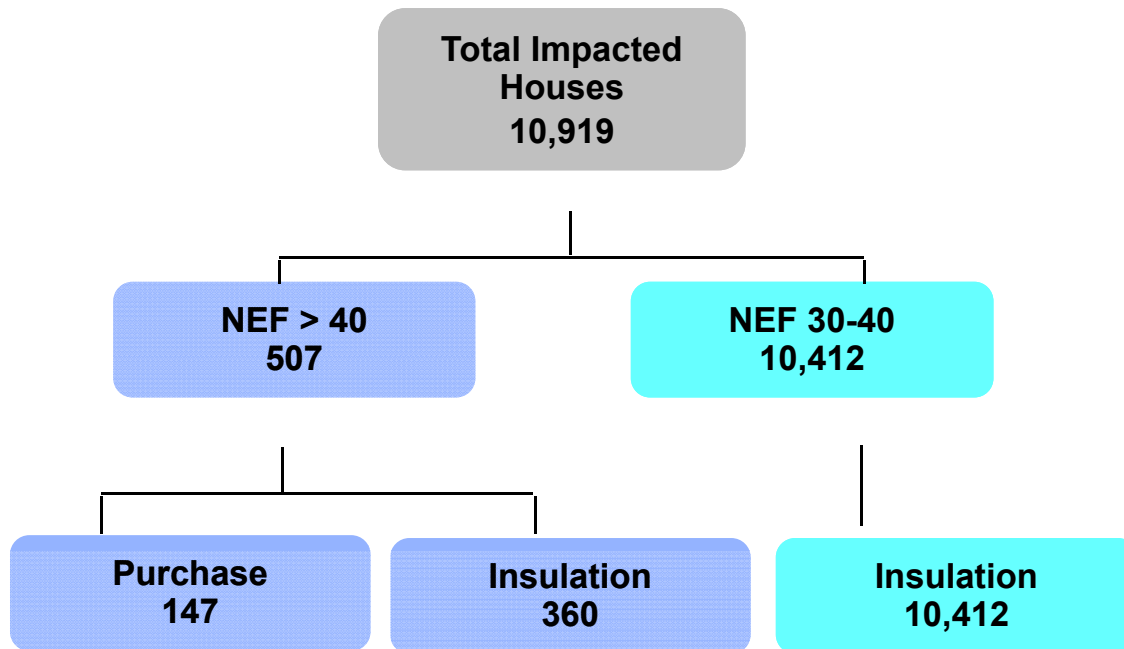 Total Impacted
Houses
10,919
NEF > 40
507
NEF 30-40
10,412
Purchase
147
Insulation
360
Insulation
10,412